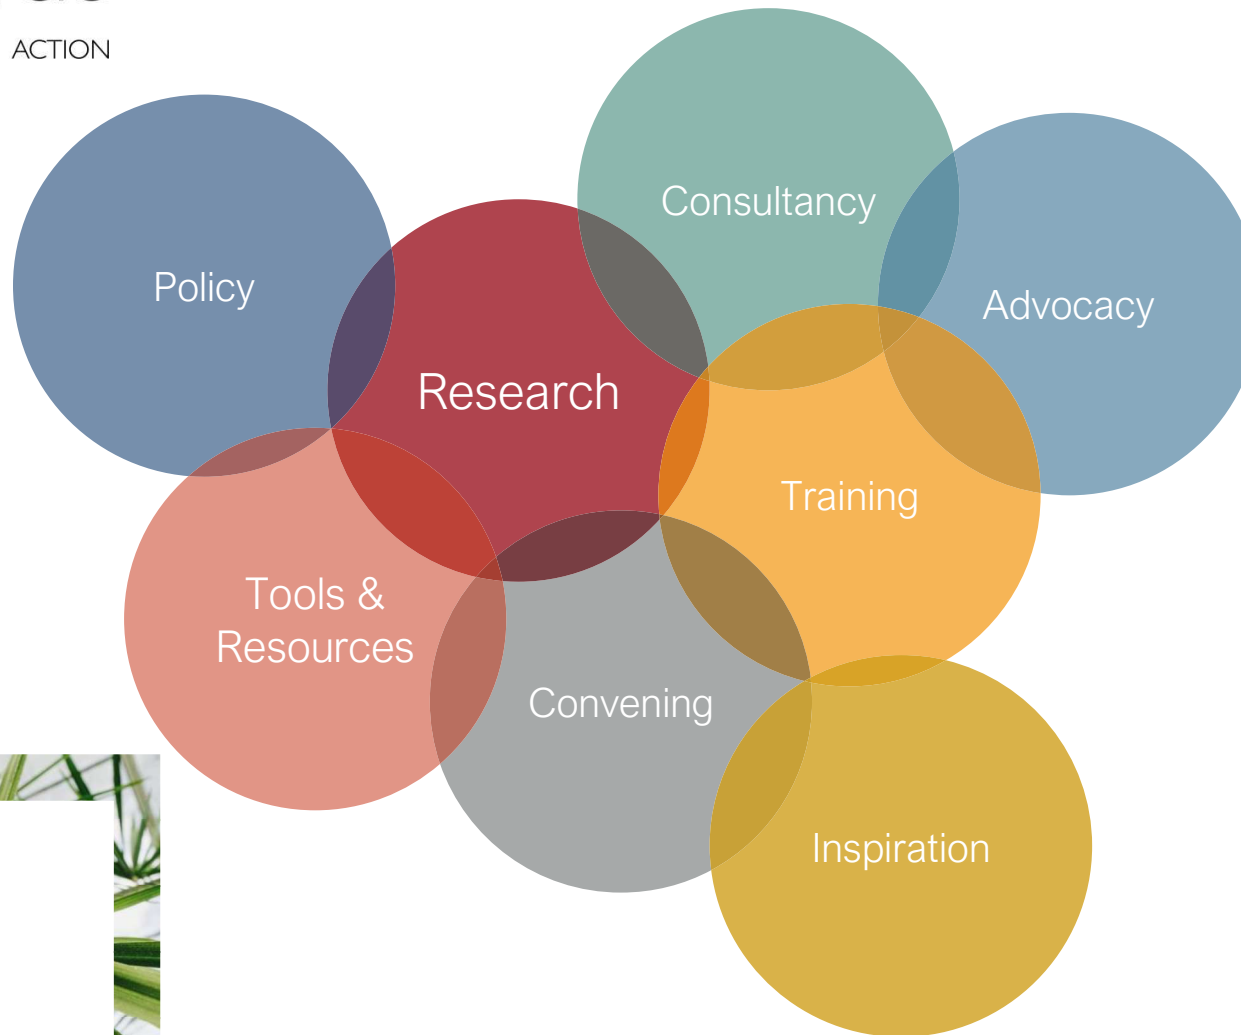 ACTION
Consultancy
Policy
Advocacy
Research
Training
Tools &
Resources
Convening
Inspiration